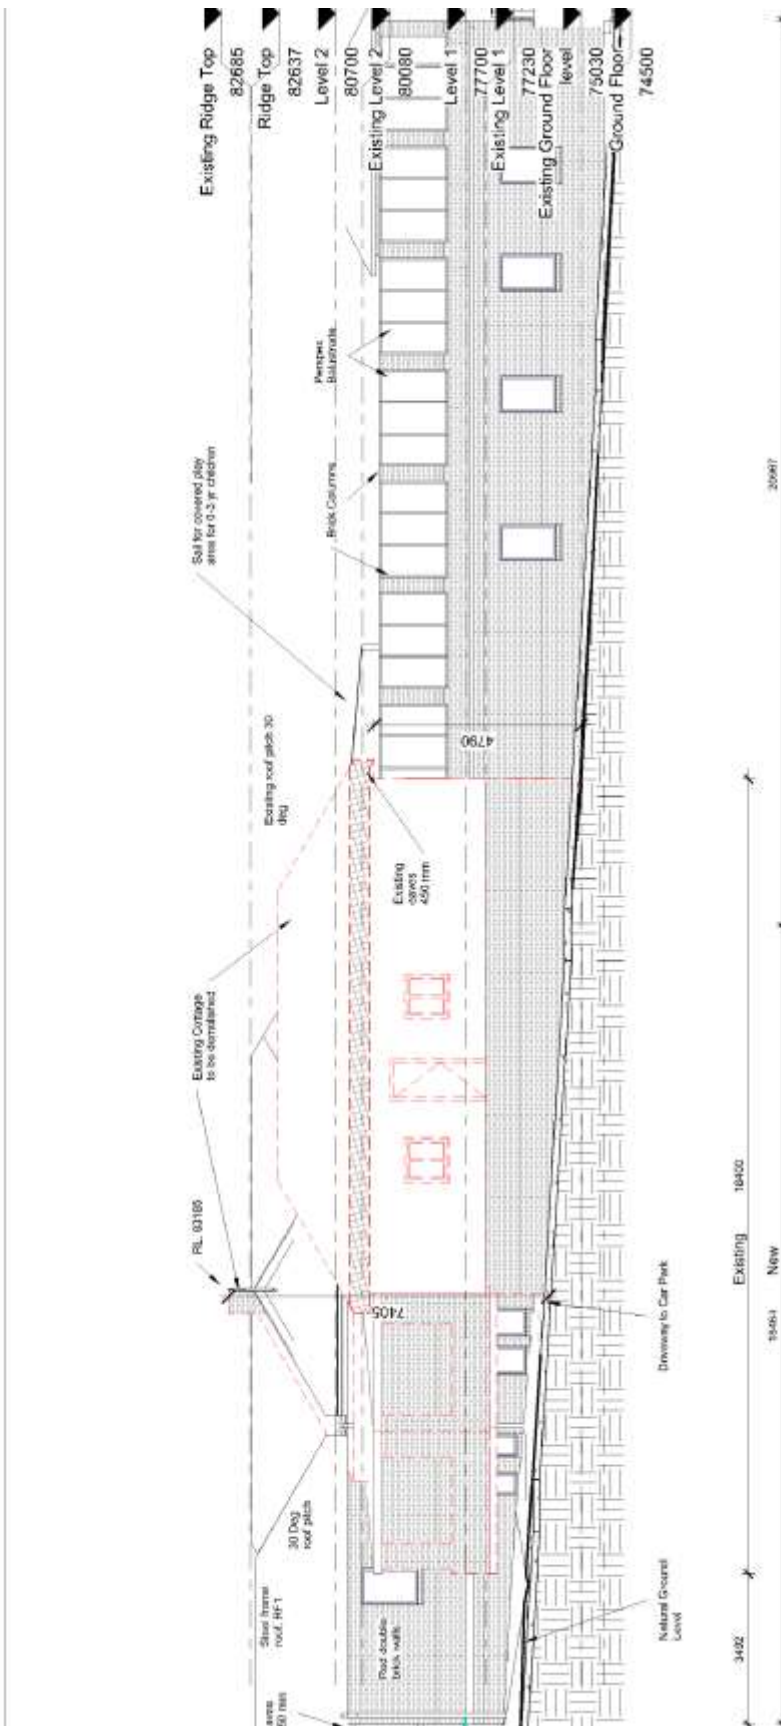 Existing Ridge Top
82685
Ridge Top
82637
Level 2
80700
Existing Level 2
80080
Level 1
77700
Existing Level 1
77230
Existing Ground Floor
level
75030
Ground Floor
74500
Sail for covered play
area for 0-3 yr children
Perspex
Balustrade
Brick Columns
Existing roof pitch 30
deg
4790
Existing
eaves
450 mm
Existing Cottage
to be demolished
RL 83185
7405
30 Deg
roof pitch
Steel frame
roof, RF1
Red double
brick walls
50 mm
Natural Ground
Level
Driveway to Car Park
3492
Existing
18400
New
20987